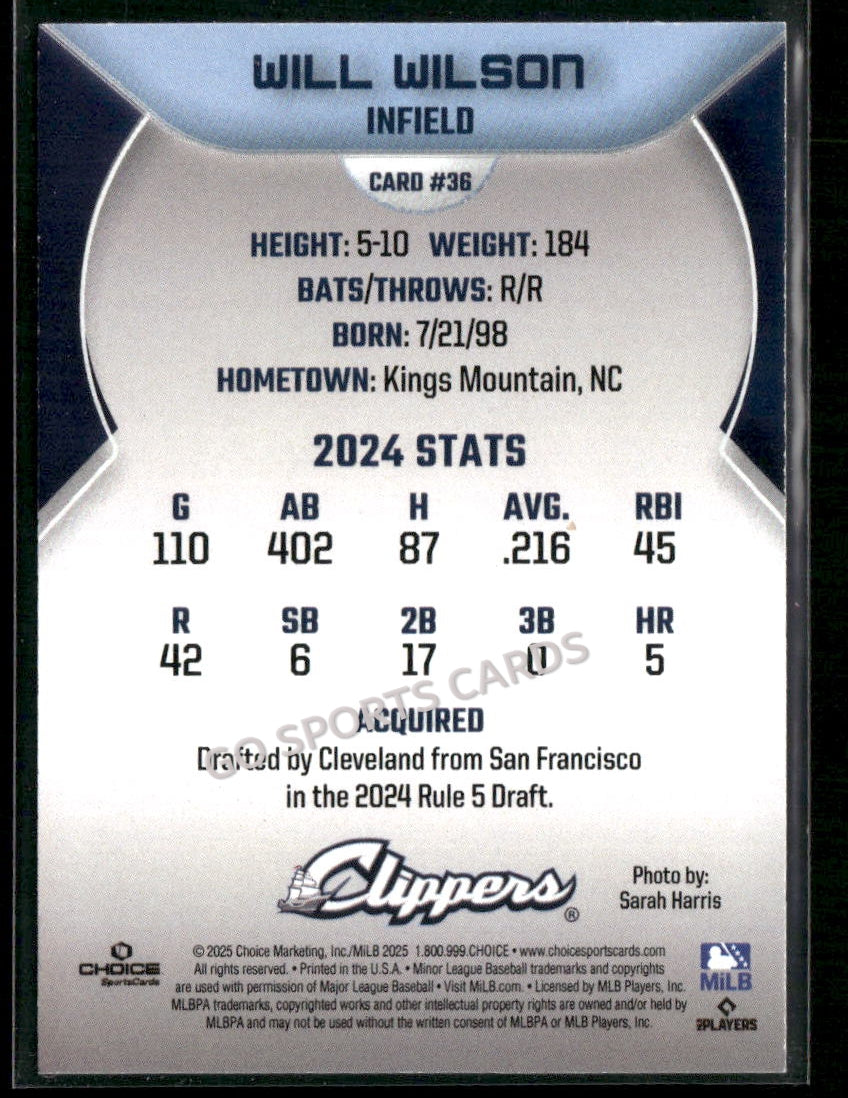 WILL WILSON
INFIELD
CARD #36
HEIGHT: 5-10 WEIGHT: 184
BATS/THROWS: R/R
BORN: 7/21/98
HOMETOWN: Kings Mountain, NC
2024 STATS
G AB H AVG. RBI
110 402 87 .216 45
R SB 2B 3B HR
42 6 17 0 5
GO SPORTS CARDS
ACQUIRED
Drafted by Cleveland from San Francisco
in the 2024 Rule 5 Draft.
Clippers®
Photo by:
Sarah Harris
CHOICE
SportsCards
© 2025 Choice Marketing, Inc./MiLB 2025 1.800.999.CHOICE • www.choicesportscards.com
All rights reserved. • Printed in the U.S.A. • Minor League Baseball trademarks and copyrights
are used with permission of Major League Baseball • Visit MiLB.com. • Licensed by MLB Players, Inc.
MLBPA trademarks, copyrighted works and other intellectual property rights are owned and/or held by
MLBPA and may not be used without the written consent of MLBPA or MLB Players, Inc.
MiLB
PLAYERS